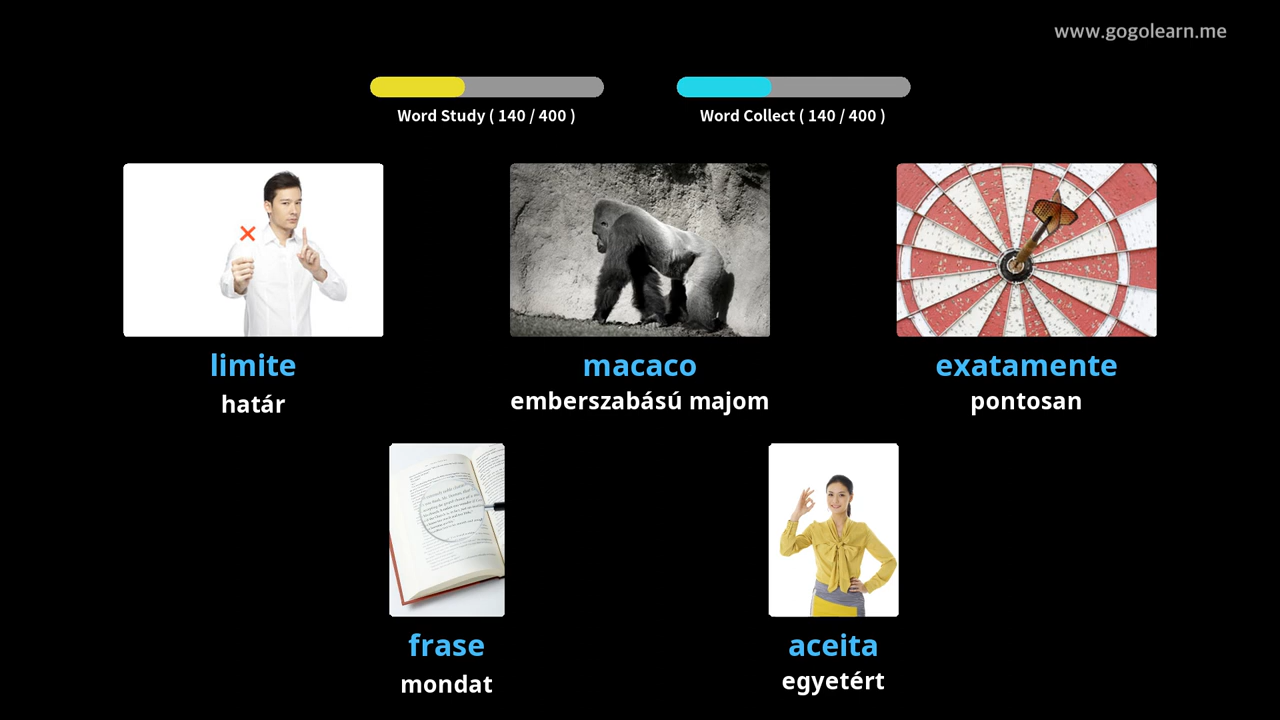 www.gogolearn.me
Word Study ( 140 / 400 )
Word Collect ( 140 / 400 )
limite
határ
macaco
emberszabású majom
exatamente
pontosan
frase
mondat
aceita
egyetért